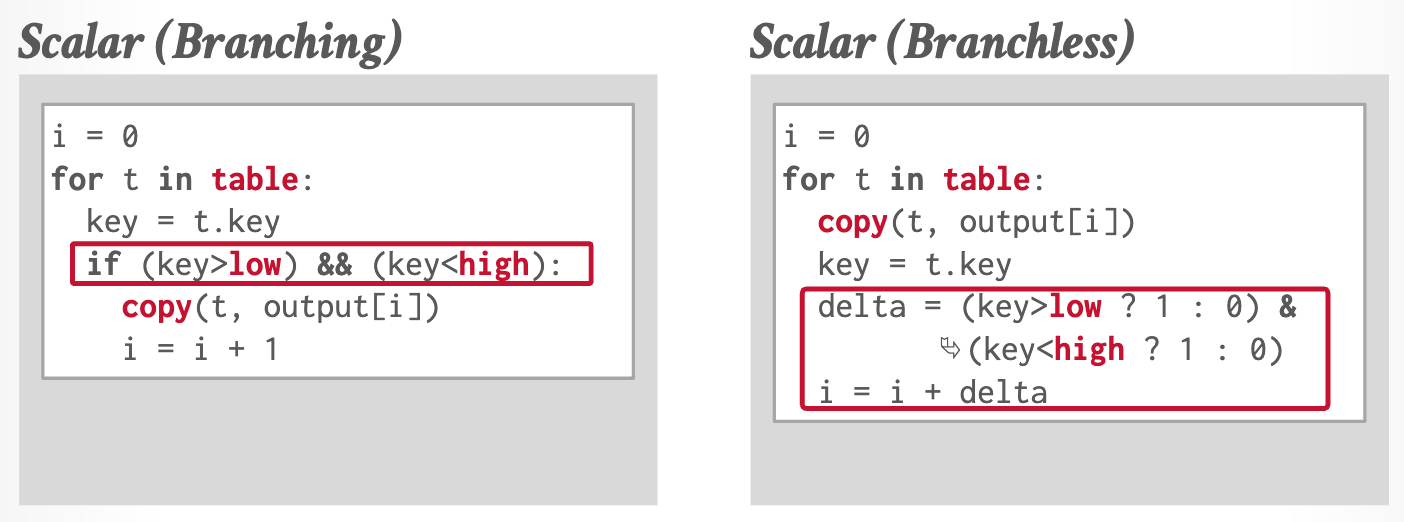 Scalar (Branching)
i = 0
for t in table:
key = t.key
if (key>low) && (key<high):
copy(t, output[i])
i = i + 1
Scalar (Branchless)
i = 0
for t in table:
copy(t, output[i])
key = t.key
delta = (key>low ? 1 : 0) &
⮱(key<high ? 1 : 0)
i = i + delta